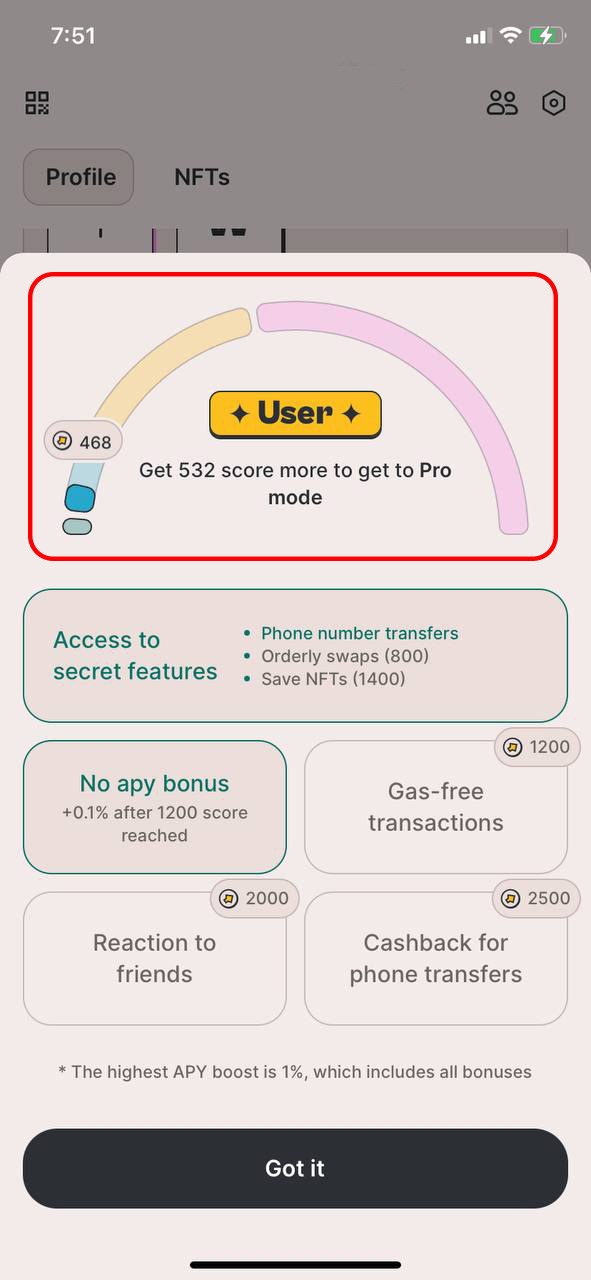 7:51
Profile
NFTs
468
User
Get 532 score more to get to Pro
mode
Access to
secret features
• Phone number transfers
• Orderly swaps (800)
• Save NFTs (1400)
No apy bonus
+0.1% after 1200 score
reached
1200
Gas-free
transactions
2000
Reaction to
friends
2500
Cashback for
phone transfers
* The highest APY boost is 1%, which includes all bonuses
Got it